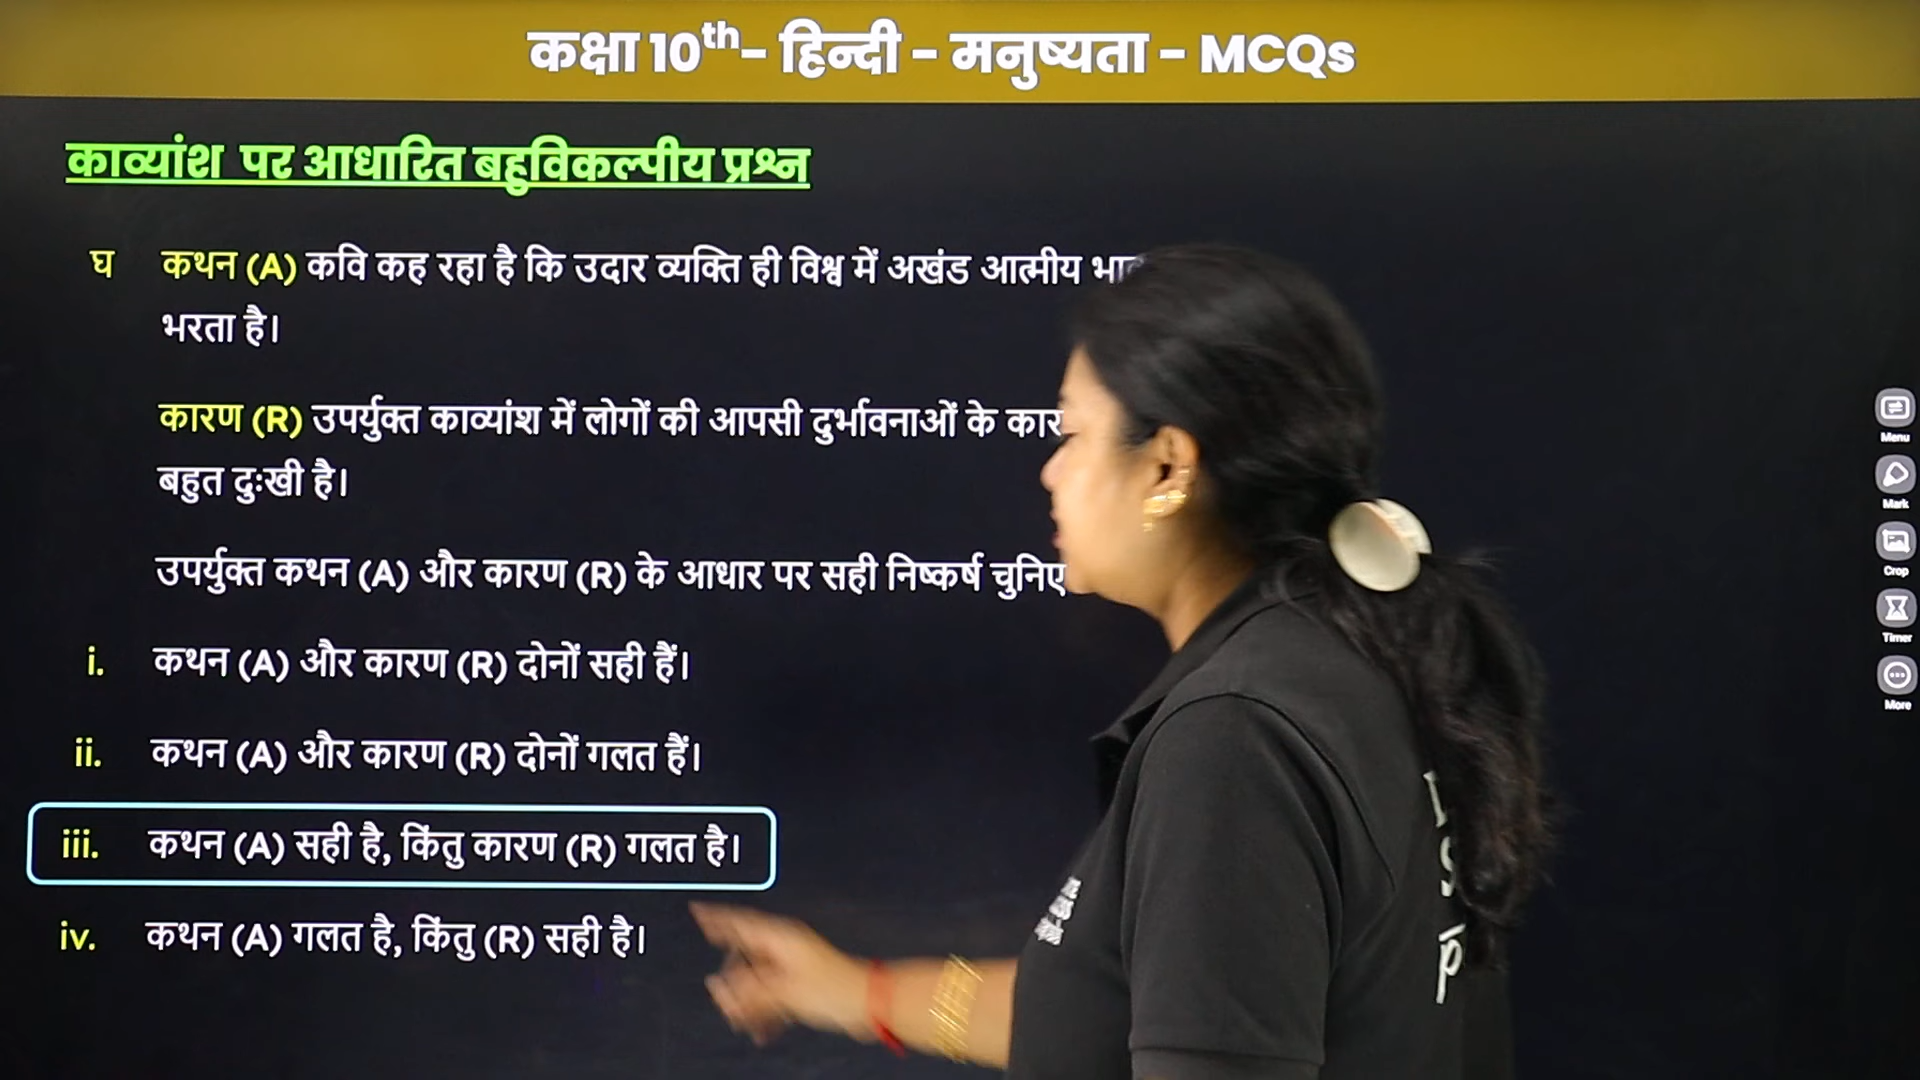 कक्षा 10th- हिन्दी - मनुष्यता - MCQs
काव्यांश पर आधारित बहुविकल्पीय प्रश्न
घ कथन (A) कवि कह रहा है कि उदार व्यक्ति ही विश्व में अखंड आत्मीय
भरता है।
कारण (R) उपर्युक्त काव्यांश में लोगों की आपसी दुर्भावनाओं के
बहुत दुःखी है।
उपर्युक्त कथन (A) और कारण (R) के आधार पर सही निष्कर्ष चुनिए
i. कथन (A) और कारण (R) दोनों सही हैं।
ii. कथन (A) और कारण (R) दोनों गलत हैं।
iii. कथन (A) सही है, किंतु कारण (R) गलत है।
iv. कथन (A) गलत है, किंतु (R) सही है।
Menu
Mark
Crop
Timer
More